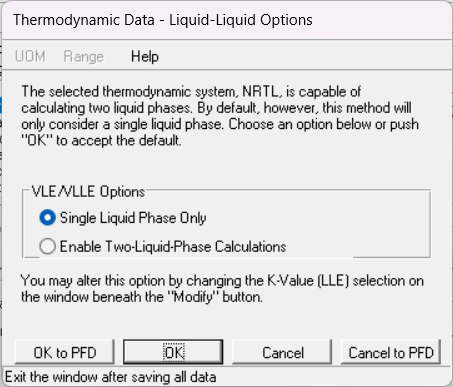 Thermodynamic Data - Liquid-Liquid Options
UOM Range Help
The selected thermodynamic system, NRTL, is capable of
calculating two liquid phases. By default, however, this method will
only consider a single liquid phase. Choose an option below or push
"OK" to accept the default.
VLE/VLLE Options
Single Liquid Phase Only
Enable Two-Liquid-Phase Calculations
You may alter this option by changing the K-Value (LLE) selection on
the window beneath the "Modify" button.
OK to PFD OK Cancel Cancel to PFD
Exit the window after saving all data